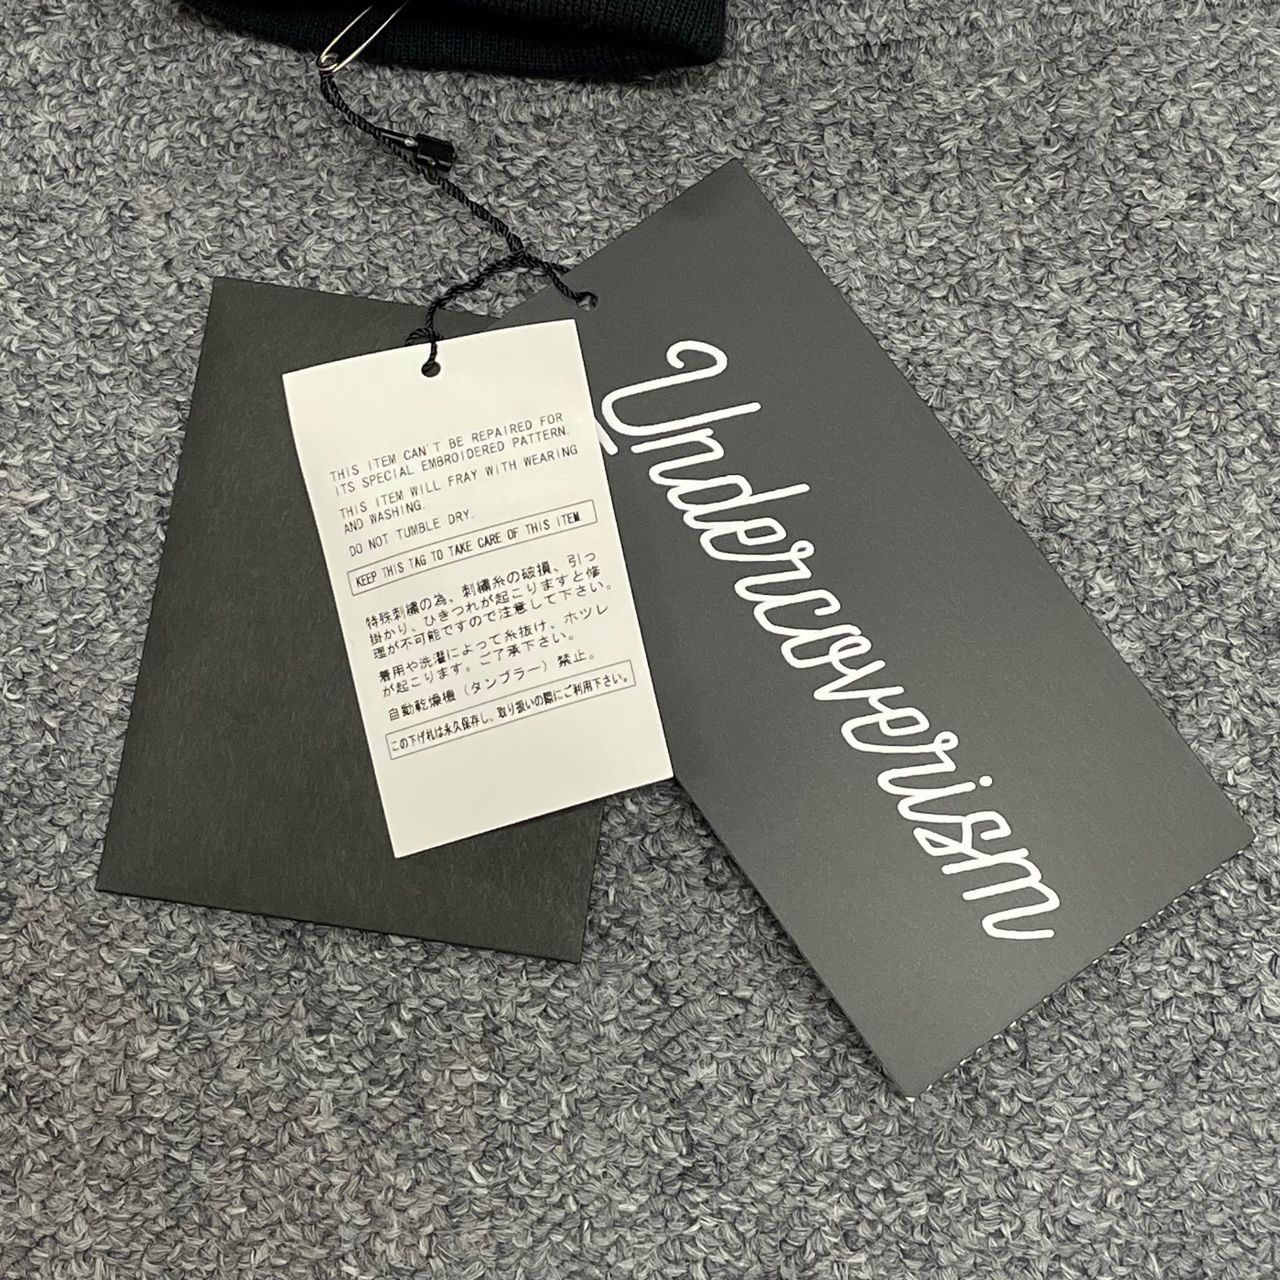 THIS ITEM CAN'T BE REPAIRED FOR
ITS SPECIAL EMBROIDERED PATTERN.
THIS ITEM WILL FRAY WITH WEARING
AND WASHING.
DO NOT TUMBLE DRY.
KEEP THIS TAG TO TAKE CARE OF THIS ITEM.
特殊刺繍の為、刺繍糸の破損、引っ
掛かり、ひきつれが起こりますと修
理が不可能ですので注意して下さい。
着用や洗濯によって糸抜け、ホツレ
が起こります。ご了承下さい。
自動乾燥機（タンブラー）禁止。
この下げ札は永久保存し、取り扱いの際にご利用下さい。
Undercoverism